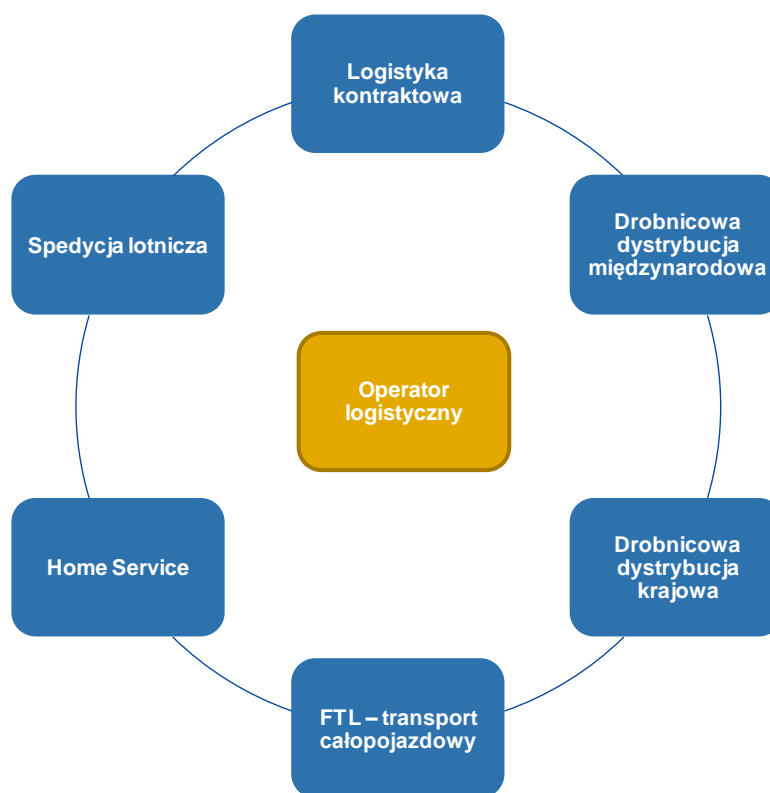 Logistyka
kontraktowa
Spedycja lotnicza
Drobnicowa
dystrybucja
międzynarodowa
Operator
logistyczny
Home Service
Drobnicowa
dystrybucja
krajowa
FTL – transport
całopojazdowy